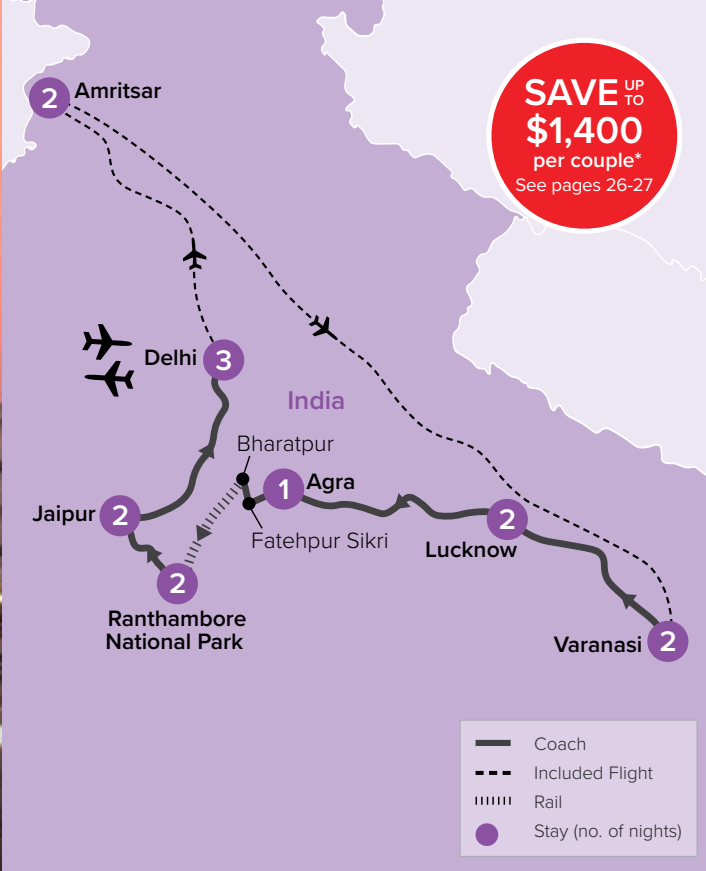 2 Amritsar
SAVE UP TO
$1,400
per couple*
See pages 26-27
Delhi 3
India
Bharatpur
1 Agra
Fatehpur Sikri
Jaipur 2
2
Lucknow
2
Ranthambore
National Park
Varanasi 2
Coach
Included Flight
Rail
Stay (no. of nights)